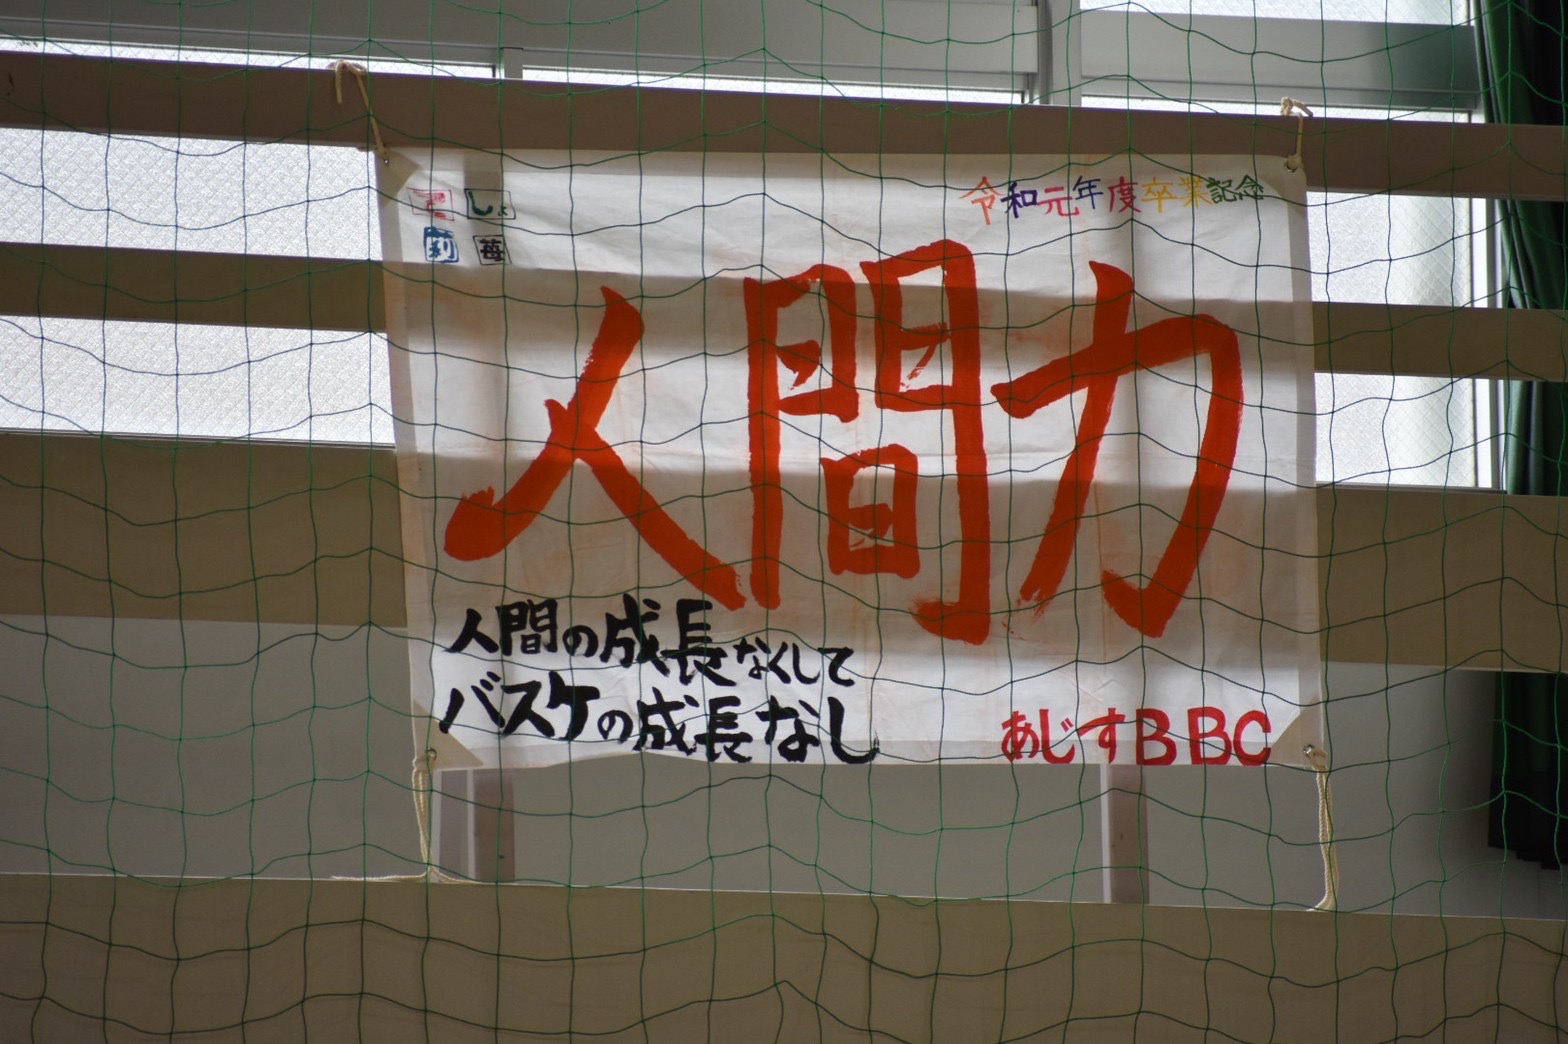 令和元年度卒業記念
人間力
人間の成長なくして
バスケの成長なし
あじすBBC